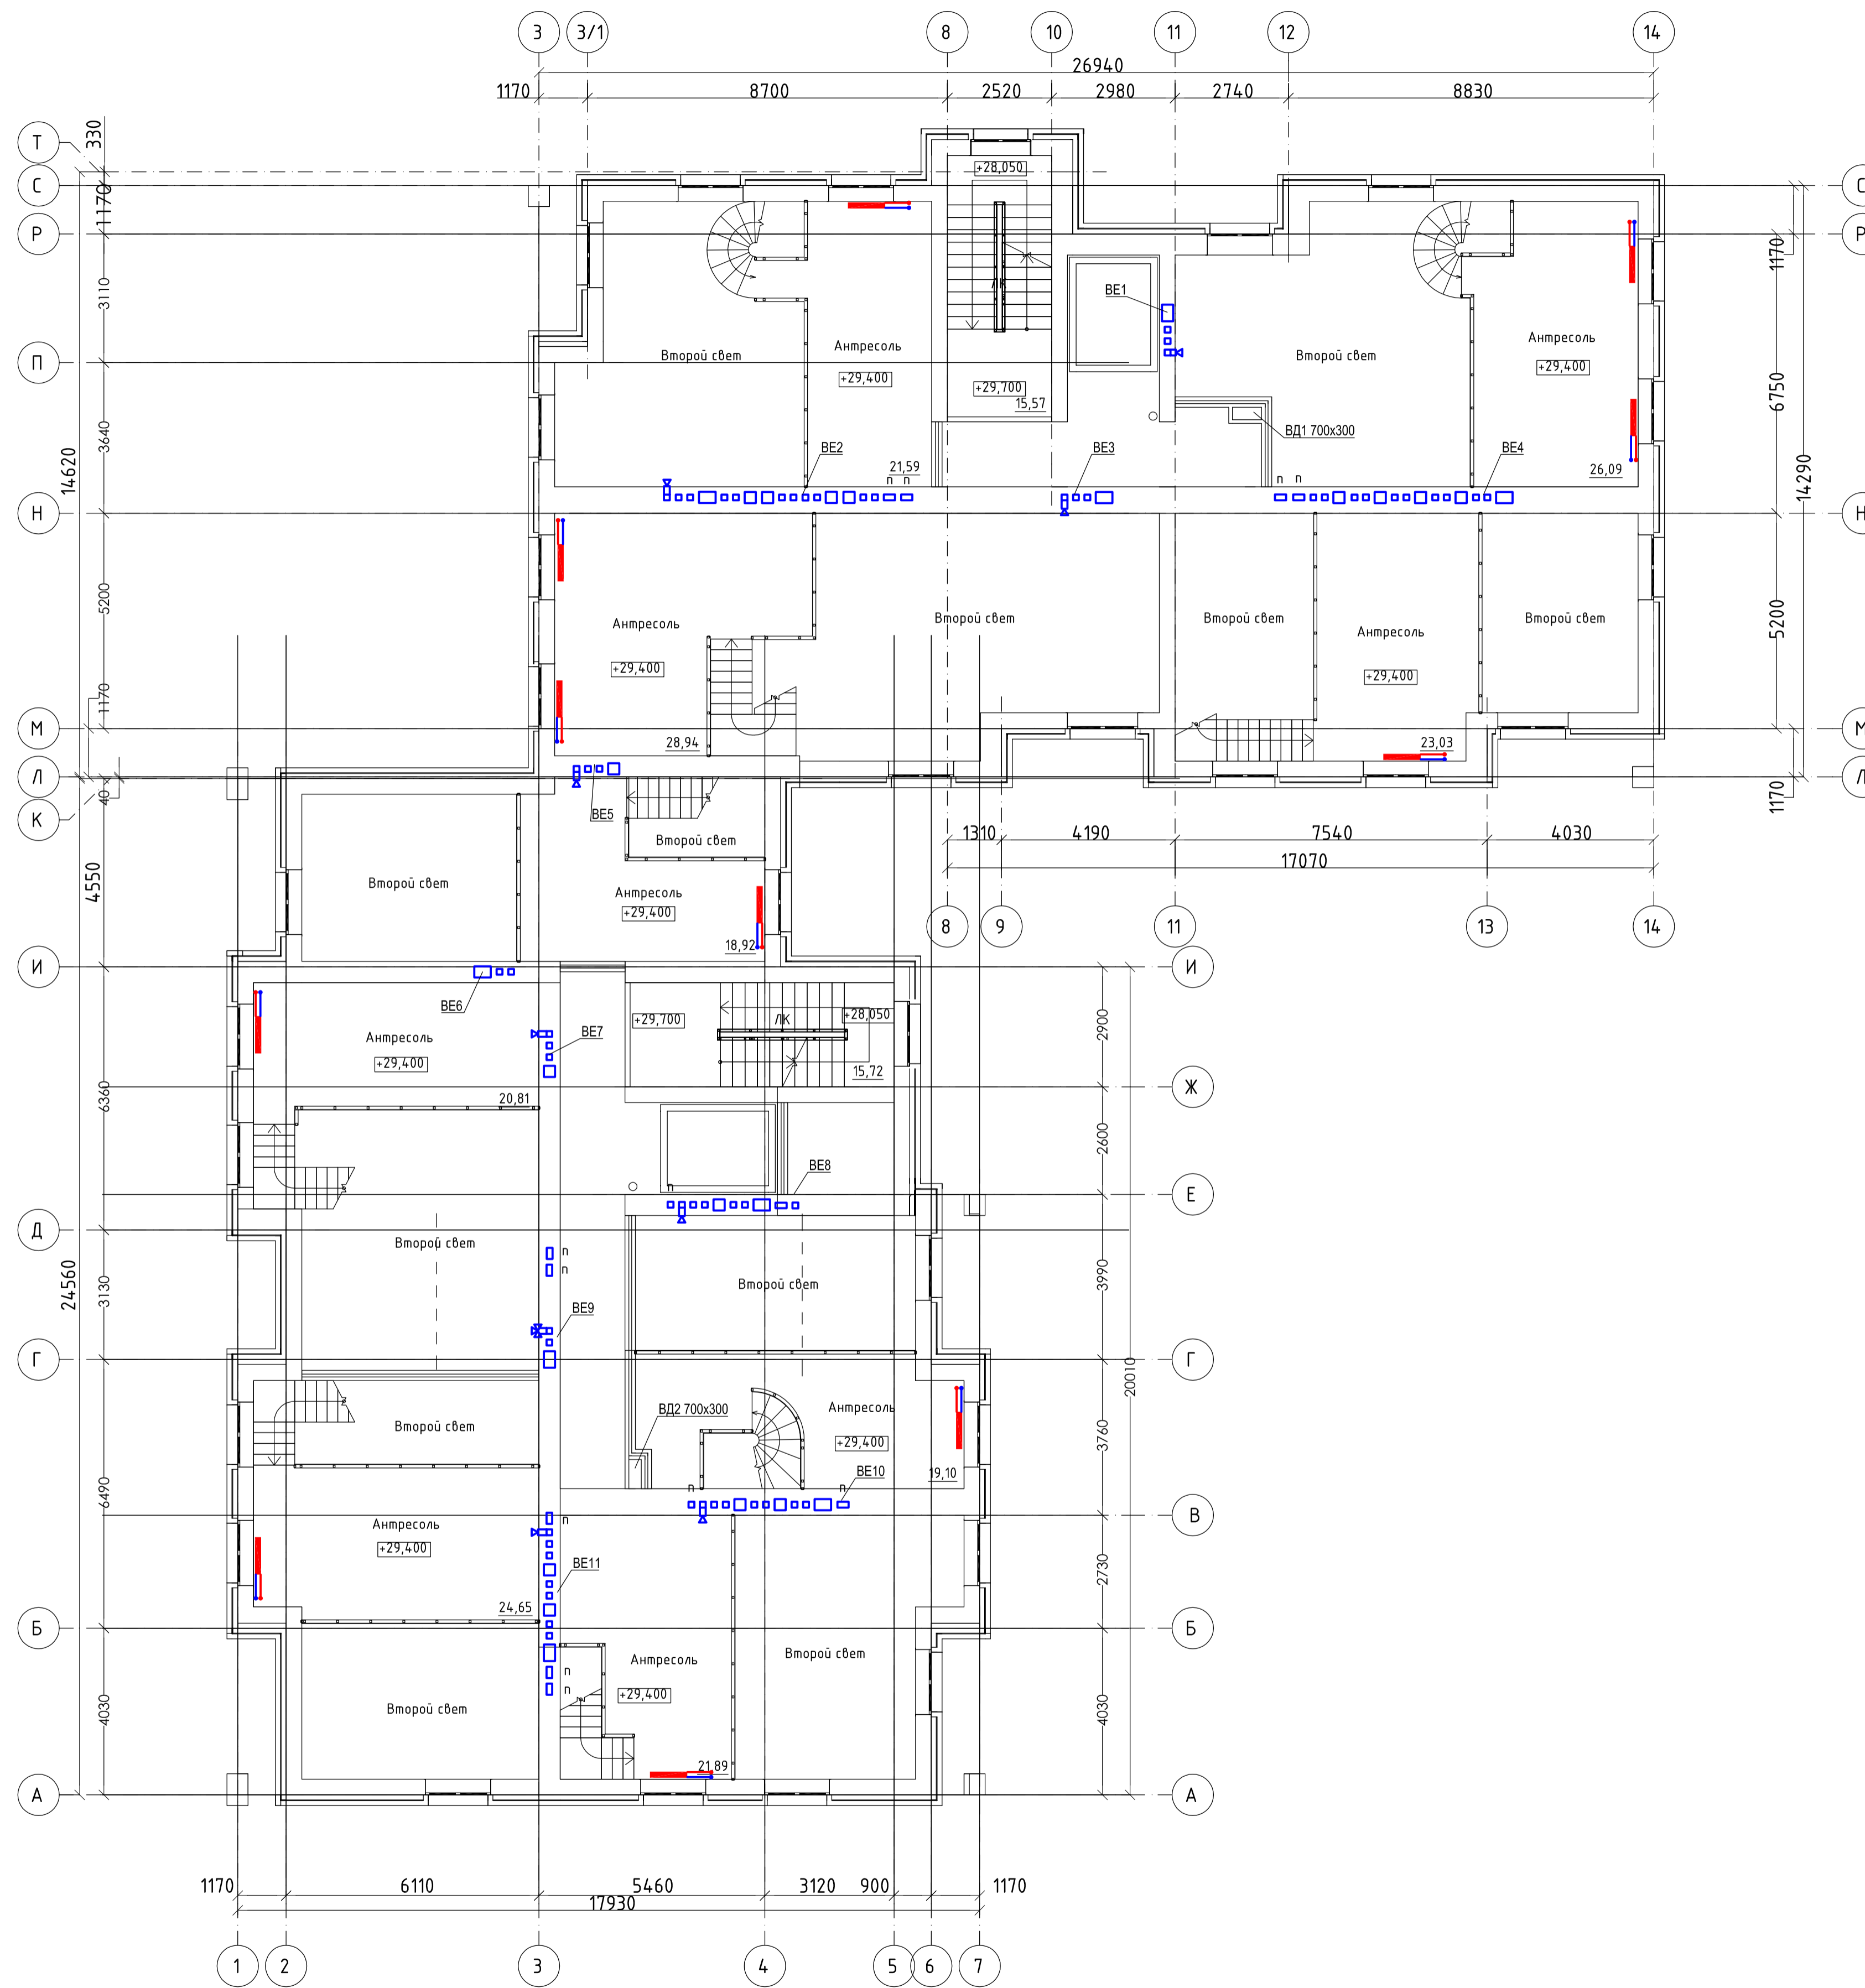 3 3/1 8 10 11 12 14
26940
1170 8700 2520 2980 2740 8830
Т
330
С
1170
Р
3110
П
3640
14620
Н
5200
1170
М
Л
40
К
4550
И
6360
Д
24560
3130
Г
6490
Б
4030
А
+28,050
С
Р
1170
ВЕ1
Второй свет
Антресоль
+29,400
+29,700
15,57
ЛК
Второй свет
Антресоль
+29,400
6750
14290
ВД1 700х300
ВЕ2
21,59
п п
ВЕ3
п п
ВЕ4
26,09
Н
Антресоль
+29,400
Второй свет
Второй свет
Антресоль
+29,400
Второй свет
5200
28,94
23,03
М
Л
1170
ВЕ5
Второй свет
1310 4190 7540 4030
17070
Второй свет
Антресоль
+29,400
18,92
8 9 11 13 14
И
ВЕ6
Антресоль
+29,400
ВЕ7
+29,700
ЛК
+28,050
15,72
2900
Ж
20,81
2600
ВЕ8
п
Е
Второй свет
п
п
Второй свет
3990
ВЕ9
Г
20010
Второй свет
ВД2 700х300
Антресоль
+29,400
3760
19,10
ВЕ10
п п
В
Антресоль
+29,400
п
ВЕ11
2730
24,65
Б
Антресоль
+29,400
Второй свет
п
п
Второй свет
4030
21,89
А
1170 6110 5460 3120 900 1170
17930
1 2 3 4 5 6 7